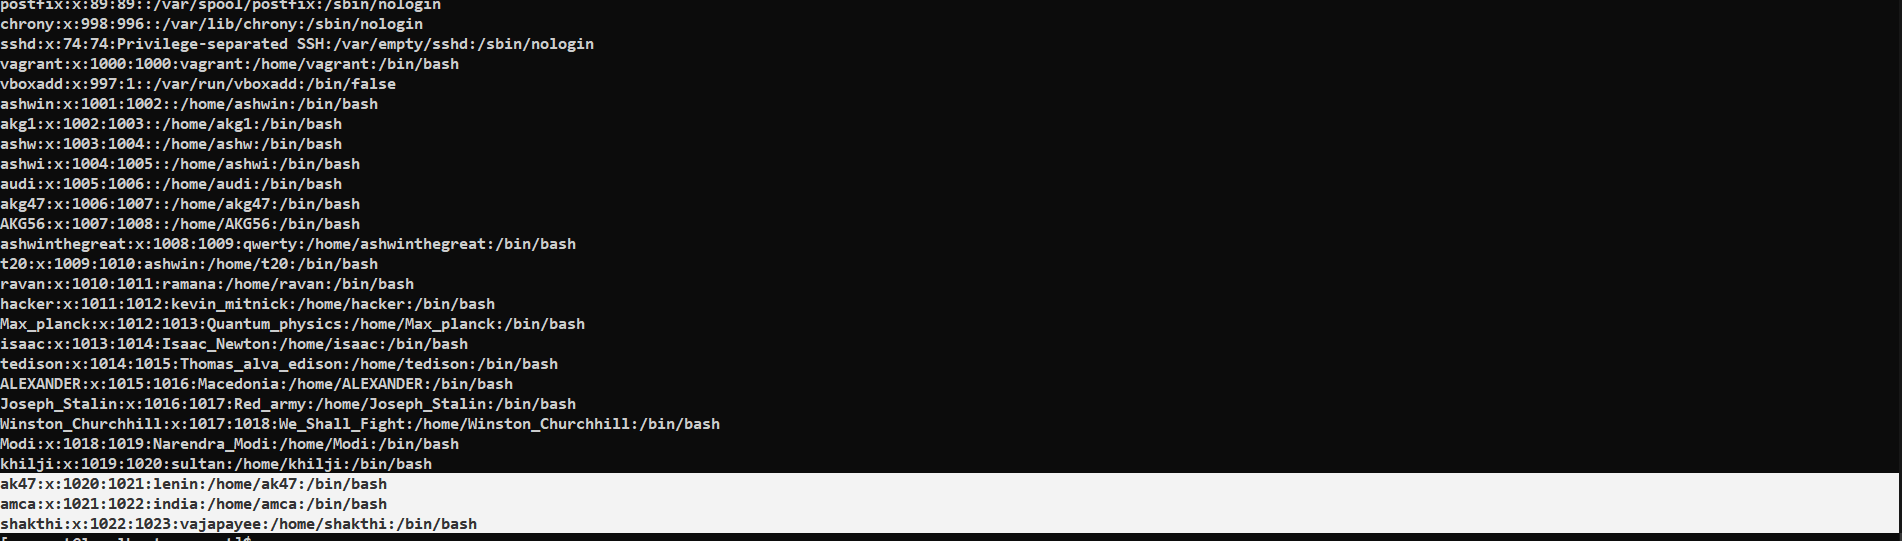 postfix:x:89:89::/var/spool/postfix:/sbin/nologin
chrony:x:998:996::/var/lib/chrony:/sbin/nologin
sshd:x:74:74:Privilege-separated SSH:/var/empty/sshd:/sbin/nologin
vagrant:x:1000:1000:vagrant:/home/vagrant:/bin/bash
vboxadd:x:997:1::/var/run/vboxadd:/bin/false
ashwin:x:1001:1002::/home/ashwin:/bin/bash
akg1:x:1002:1003::/home/akg1:/bin/bash
ashw:x:1003:1004::/home/ashw:/bin/bash
ashwi:x:1004:1005::/home/ashwi:/bin/bash
audi:x:1005:1006::/home/audi:/bin/bash
akg47:x:1006:1007::/home/akg47:/bin/bash
AKG56:x:1007:1008::/home/AKG56:/bin/bash
ashwinthegreat:x:1008:1009:qwerty:/home/ashwinthegreat:/bin/bash
t20:x:1009:1010:ashwin:/home/t20:/bin/bash
ravan:x:1010:1011:ramana:/home/ravan:/bin/bash
hacker:x:1011:1012:kevin_mitnick:/home/hacker:/bin/bash
Max_planck:x:1012:1013:Quantum_physics:/home/Max_planck:/bin/bash
isaac:x:1013:1014:Isaac_Newton:/home/isaac:/bin/bash
tedison:x:1014:1015:Thomas_alva_edison:/home/tedison:/bin/bash
ALEXANDER:x:1015:1016:Macedonia:/home/ALEXANDER:/bin/bash
Joseph_Stalin:x:1016:1017:Red_army:/home/Joseph_Stalin:/bin/bash
Winston_Churchhill:x:1017:1018:We_Shall_Fight:/home/Winston_Churchhill:/bin/bash
Modi:x:1018:1019:Narendra_Modi:/home/Modi:/bin/bash
khilji:x:1019:1020:sultan:/home/khilji:/bin/bash
ak47:x:1020:1021:lenin:/home/ak47:/bin/bash
amca:x:1021:1022:india:/home/amca:/bin/bash
shakthi:x:1022:1023:vajapayee:/home/shakthi:/bin/bash